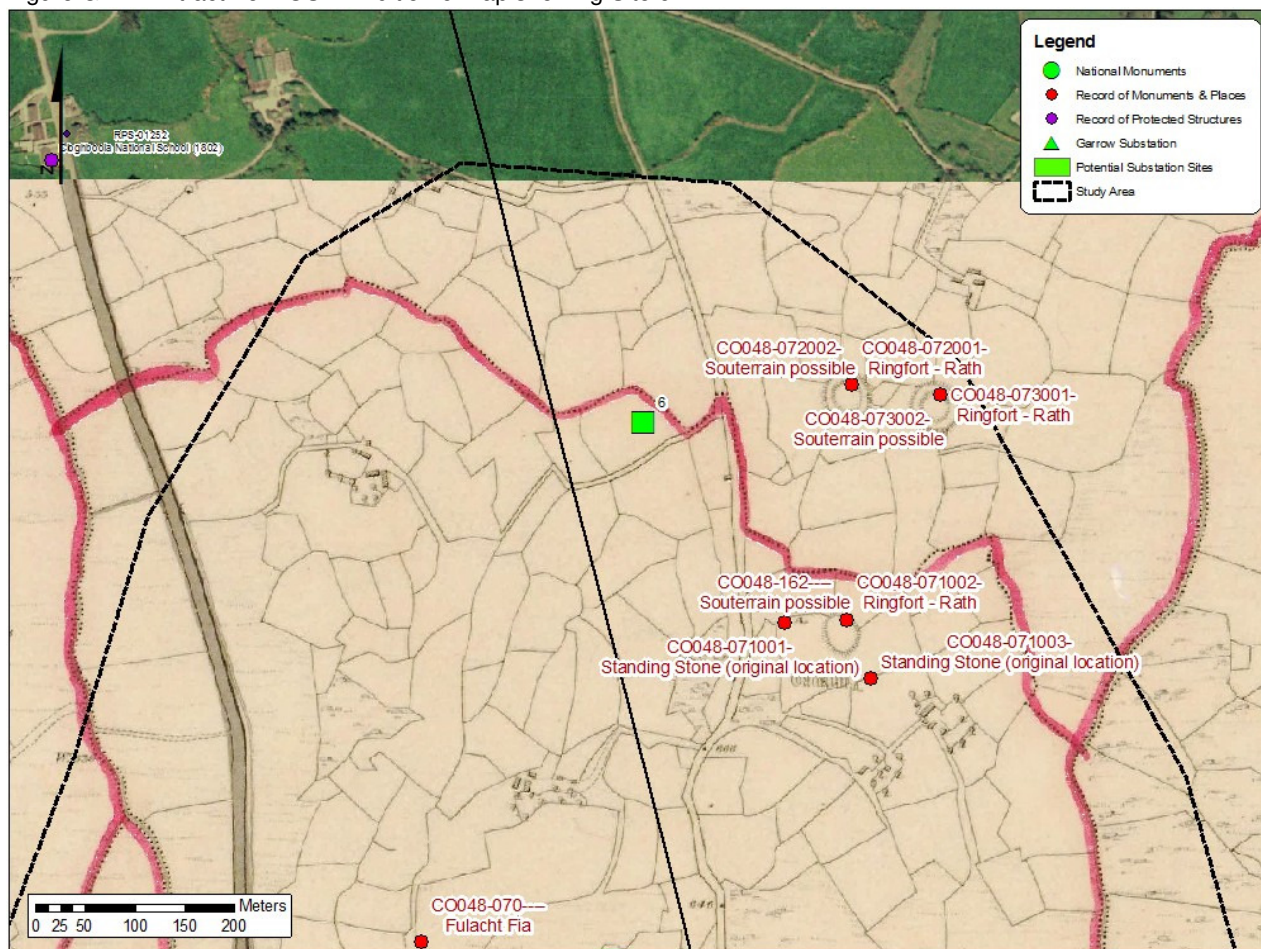 Legend
National Monuments
Record of Monuments & Places
Record of Protected Structures
Garrow Substation
Potential Substation Sites
Study Area
N
RPS-01252
Cloghboola National School (1802)
CO048-072002-
Souterrain possible
CO048-072001-
Ringfort - Rath
CO048-073001-
Ringfort - Rath
CO048-073002-
Souterrain possible
6
CO048-162----
Souterrain possible
CO048-071002-
Ringfort - Rath
CO048-071001-
Standing Stone (original location)
CO048-071003-
Standing Stone (original location)
CO048-070----
Fulacht Fia
Meters
0 25 50 100 150 200